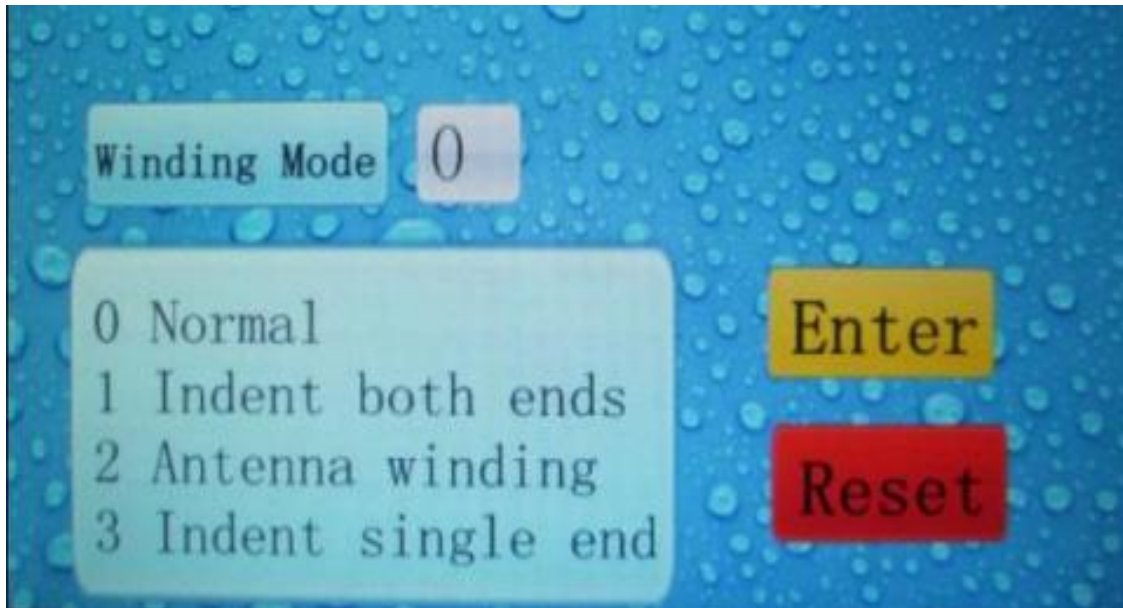 Winding Mode 0
0 Normal
1 Indent both ends
2 Antenna winding
3 Indent single end
Enter
Reset